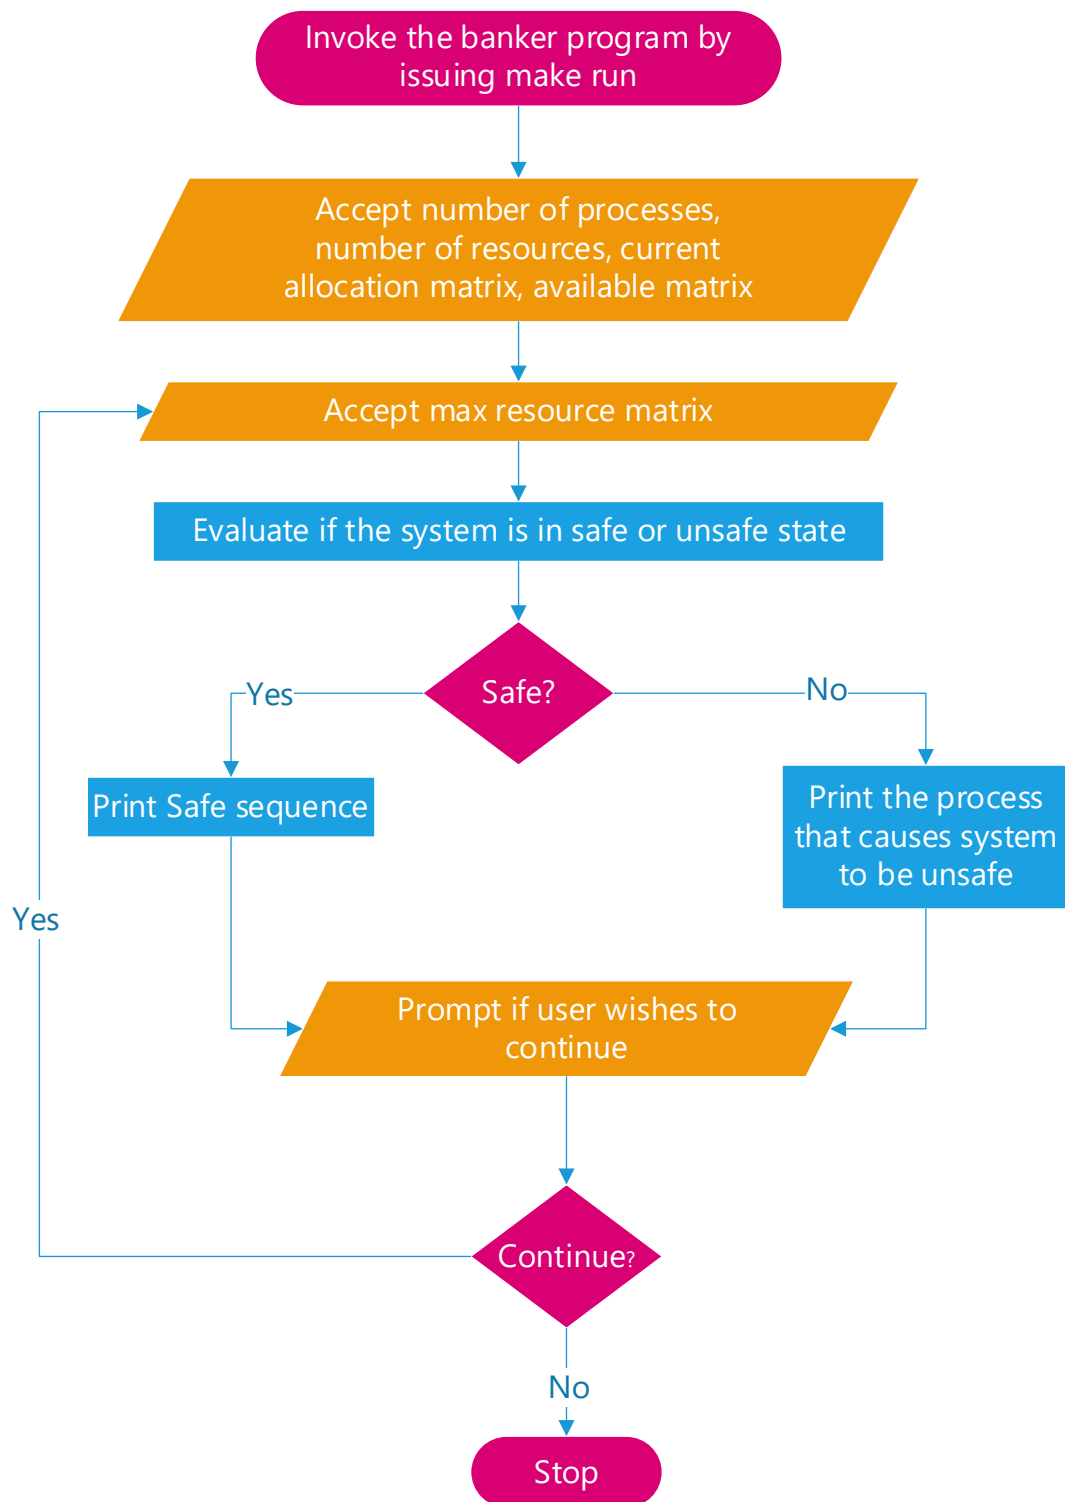 Invoke the banker program by
issuing make run
Accept number of processes,
number of resources, current
allocation matrix, available matrix
Accept max resource matrix
Evaluate if the system is in safe or unsafe state
Safe?
Yes
No
Print Safe sequence
Print the process
that causes system
to be unsafe
Yes
Prompt if user wishes to
continue
Continue?
No
Stop